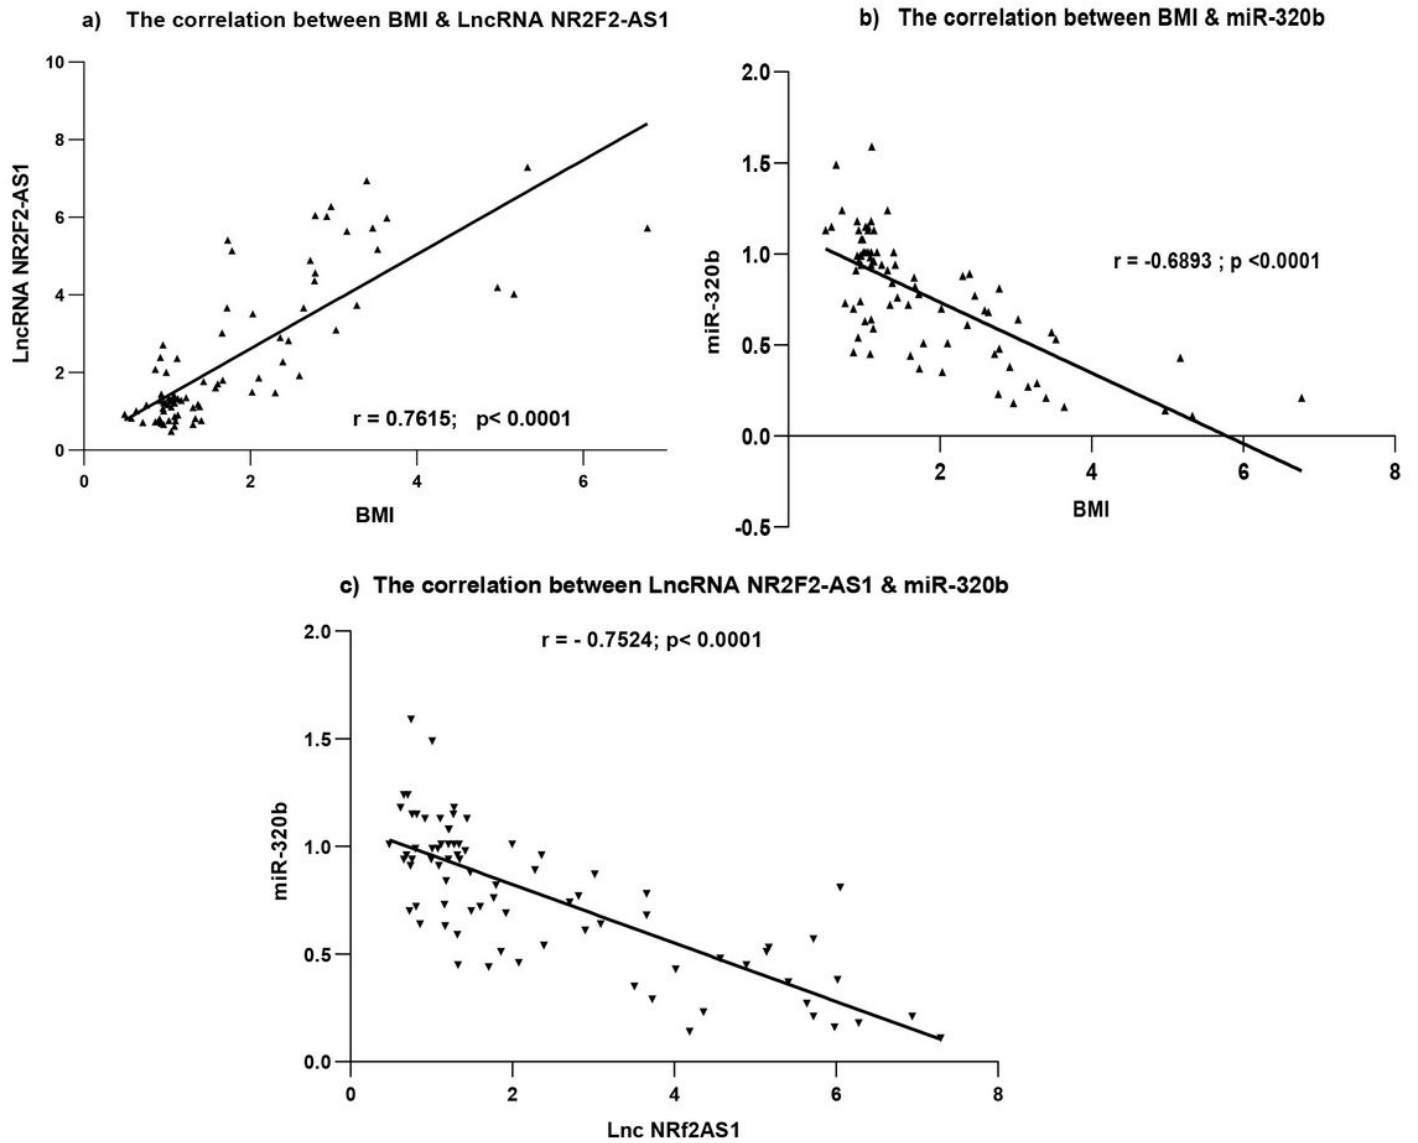 a) The correlation between BMI & LncRNA NR2F2-AS1
10
8
6
4
2
0
LncRNA NR2F2-AS1
r = 0.7615; p< 0.0001
0 2 4 6
BMI
b) The correlation between BMI & miR-320b
2.0
1.5
1.0
0.5
0.0
-0.5
miR-320b
r = -0.6893 ; p <0.0001
2 4 6 8
BMI
c) The correlation between LncRNA NR2F2-AS1 & miR-320b
r = - 0.7524; p< 0.0001
2.0
1.5
1.0
0.5
0.0
miR-320b
0 2 4 6 8
Lnc NRf2AS1